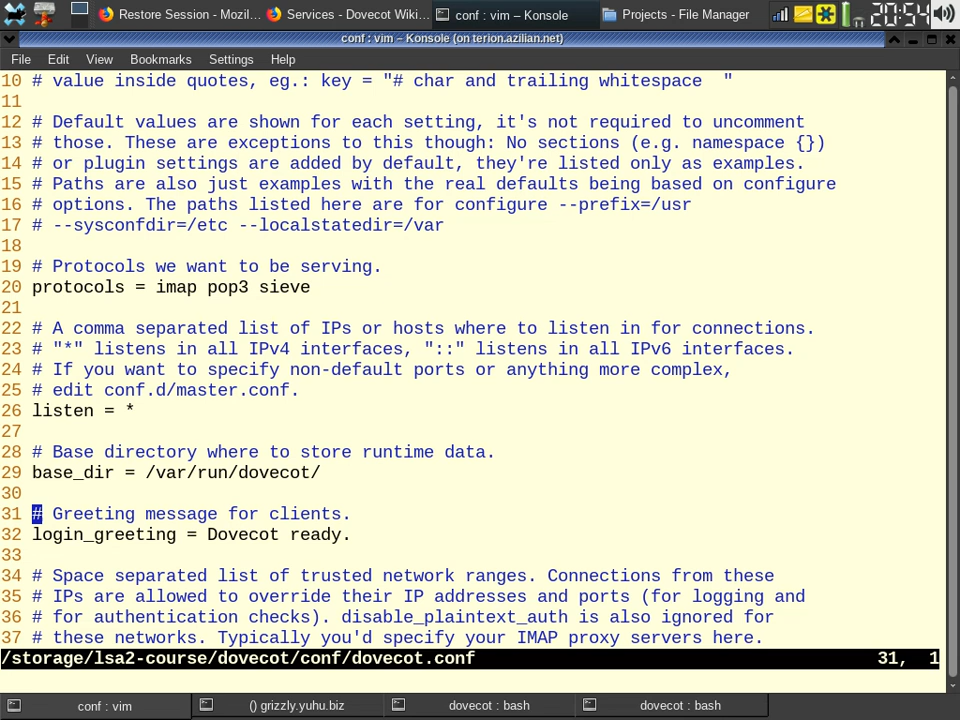 Restore Session - Mozil...
Services - Dovecot Wiki...
conf : vim – Konsole
Projects - File Manager
20:54
conf : vim – Konsole (on terion.azilian.net)
File Edit View Bookmarks Settings Help
10 # value inside quotes, eg.: key = "# char and trailing whitespace  "
11
12 # Default values are shown for each setting, it's not required to uncomment
13 # those. These are exceptions to this though: No sections (e.g. namespace {})
14 # or plugin settings are added by default, they're listed only as examples.
15 # Paths are also just examples with the real defaults being based on configure
16 # options. The paths listed here are for configure --prefix=/usr
17 # --sysconfdir=/etc --localstatedir=/var
18
19 # Protocols we want to be serving.
20 protocols = imap pop3 sieve
21
22 # A comma separated list of IPs or hosts where to listen in for connections.
23 # "*" listens in all IPv4 interfaces, "::" listens in all IPv6 interfaces.
24 # If you want to specify non-default ports or anything more complex,
25 # edit conf.d/master.conf.
26 listen = *
27
28 # Base directory where to store runtime data.
29 base_dir = /var/run/dovecot/
30
31 # Greeting message for clients.
32 login_greeting = Dovecot ready.
33
34 # Space separated list of trusted network ranges. Connections from these
35 # IPs are allowed to override their IP addresses and ports (for logging and
36 # for authentication checks). disable_plaintext_auth is also ignored for
37 # these networks. Typically you'd specify your IMAP proxy servers here.
/storage/lsa2-course/dovecot/conf/dovecot.conf 31, 1
conf : vim
() grizzly.yuhu.biz
dovecot : bash
dovecot : bash